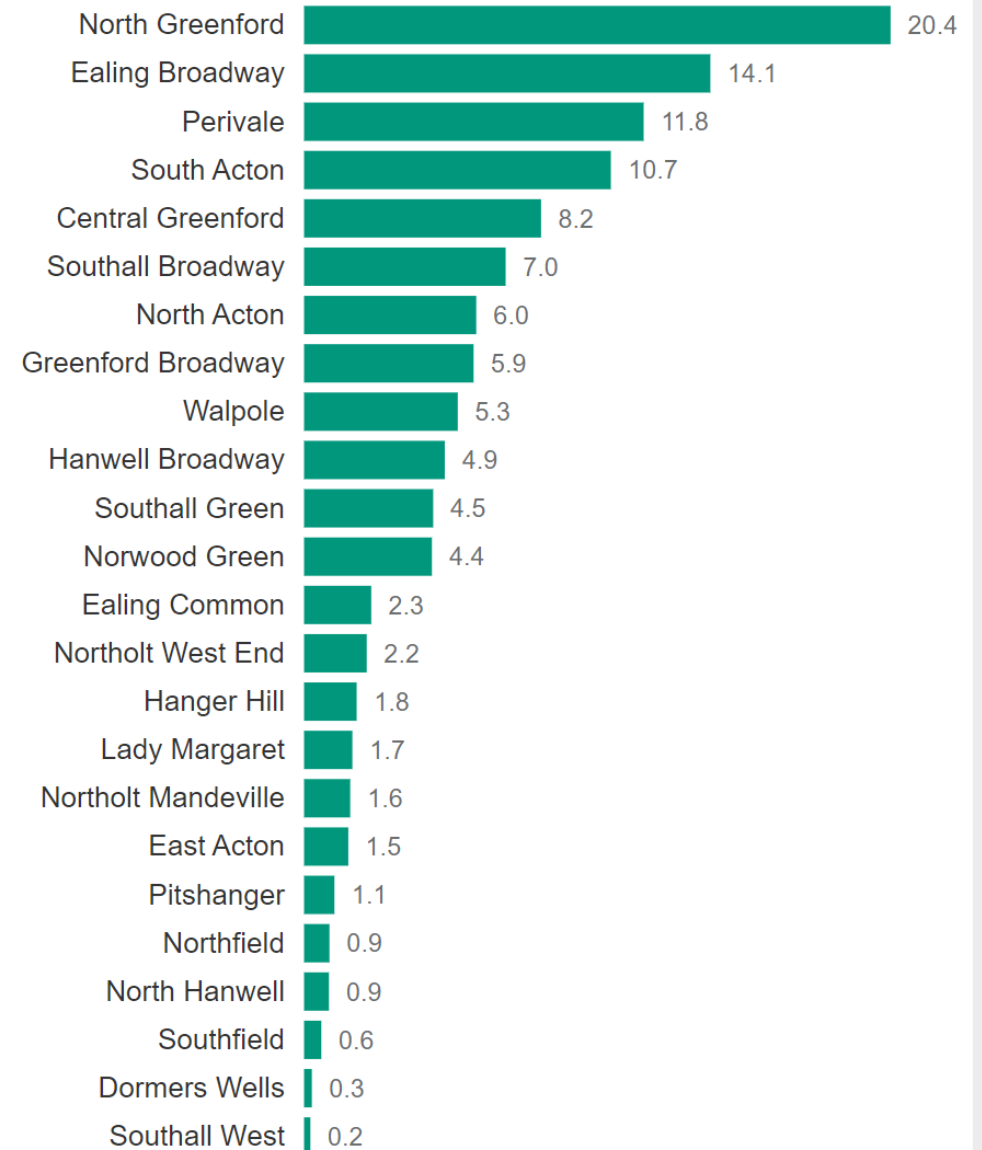 North Greenford 20.4
Ealing Broadway 14.1
Perivale 11.8
South Acton 10.7
Central Greenford 8.2
Southall Broadway 7.0
North Acton 6.0
Greenford Broadway 5.9
Walpole 5.3
Hanwell Broadway 4.9
Southall Green 4.5
Norwood Green 4.4
Ealing Common 2.3
Northolt West End 2.2
Hanger Hill 1.8
Lady Margaret 1.7
Northolt Mandeville 1.6
East Acton 1.5
Pitshanger 1.1
Northfield 0.9
North Hanwell 0.9
Southfield 0.6
Dormers Wells 0.3
Southall West 0.2